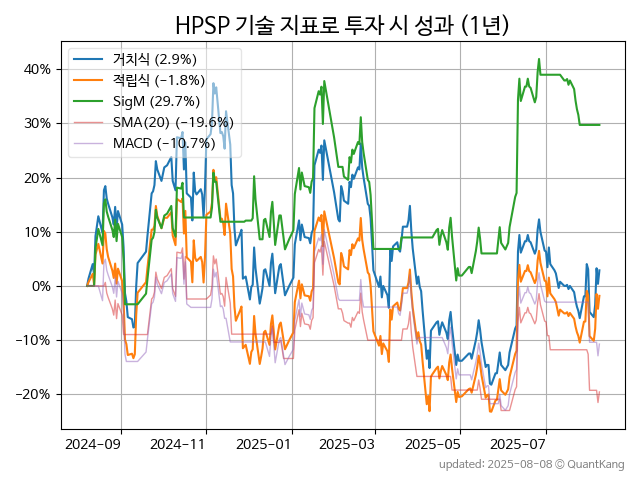 HPSP 기술 지표로 투자 시 성과 (1년)
거치식 (2.9%)
적립식 (−1.8%)
SigM (29.7%)
SMA(20) (−19.6%)
MACD (−10.7%)
40%
30%
20%
10%
0%
−10%
−20%
2024-09 2024-11 2025-01 2025-03 2025-05 2025-07
updated: 2025-08-08 © QuantKang